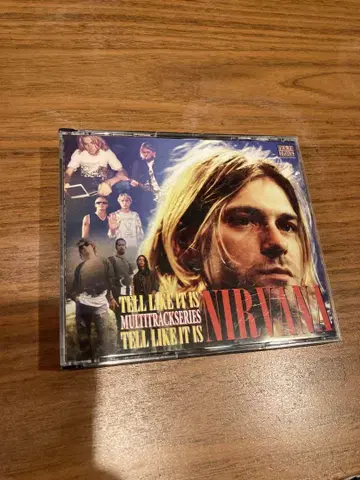 TELL LIKE IT IS
MULTITRACKSERIES
TELL LIKE IT IS
NIRVANA